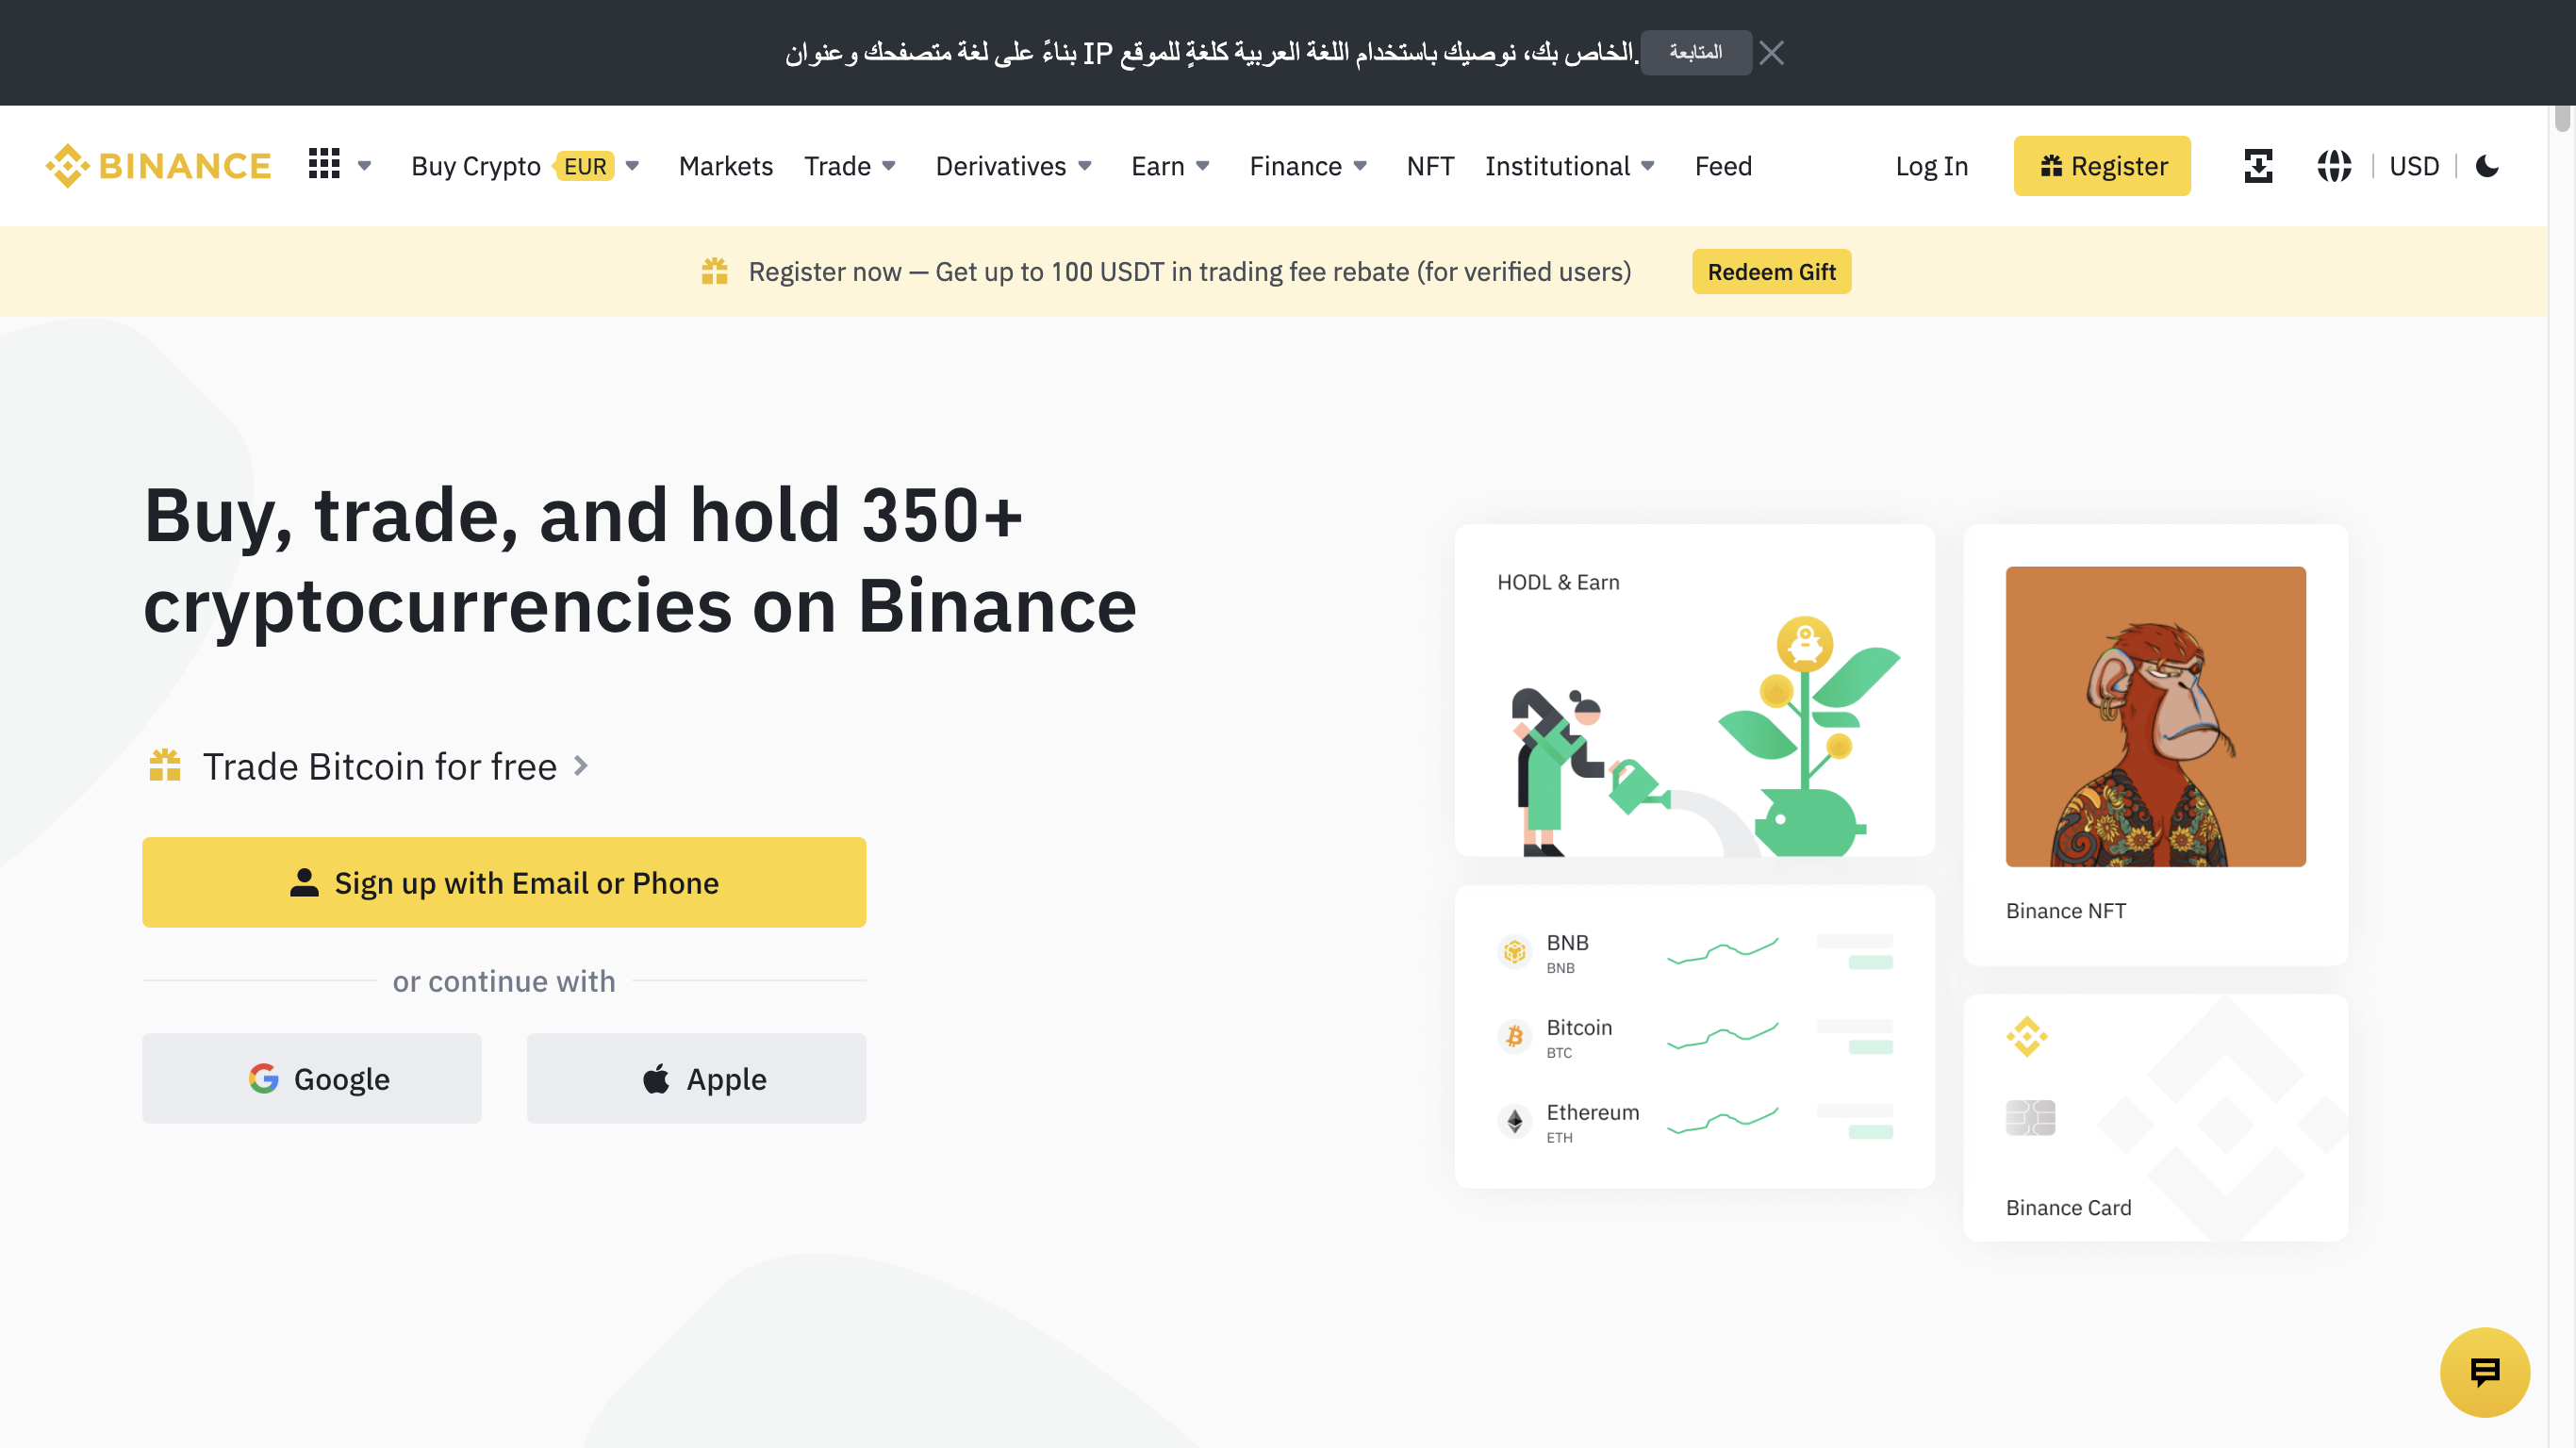 بناءً على لغة متصفحك وعنوان IP الخاص بك، نوصيك باستخدام اللغة العربية كلغةٍ للموقع.
المتابعة
BINANCE
Buy Crypto EUR
Markets
Trade
Derivatives
Earn
Finance
NFT
Institutional
Feed
Log In
Register
USD
Register now — Get up to 100 USDT in trading fee rebate (for verified users)
Redeem Gift
Buy, trade, and hold 350+
cryptocurrencies on Binance
Trade Bitcoin for free
Sign up with Email or Phone
or continue with
Google
Apple
HODL & Earn
BNB
BNB
Bitcoin
BTC
Ethereum
ETH
Binance NFT
Binance Card